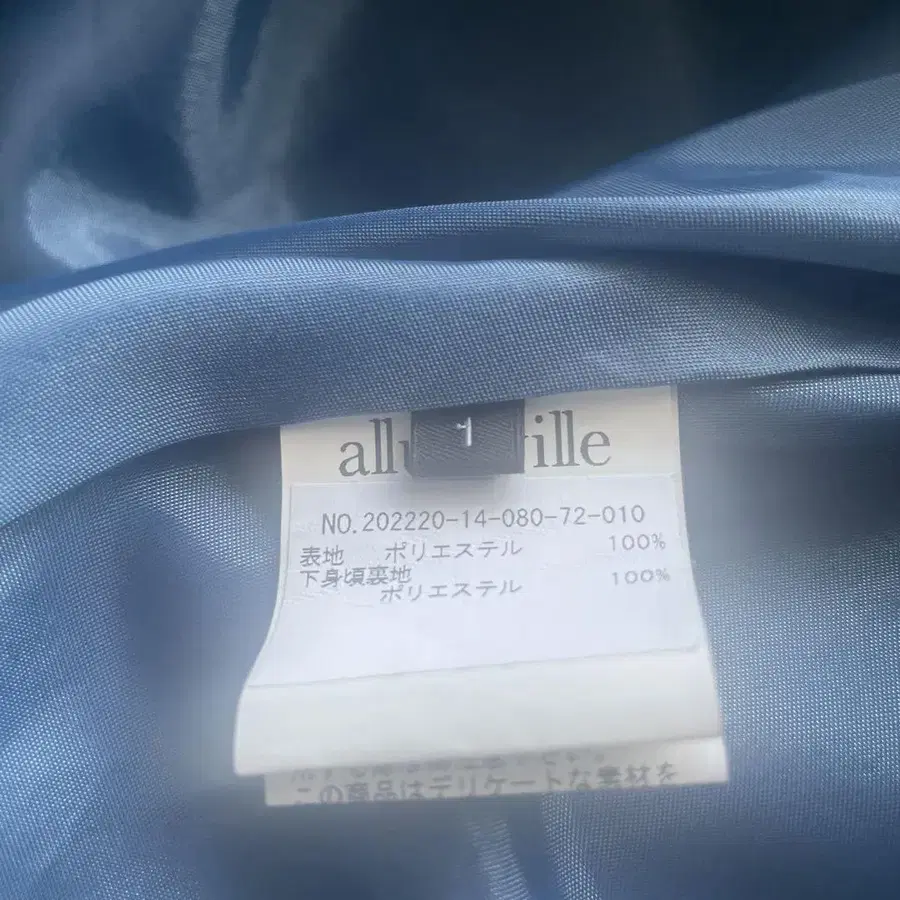 1
allu ille
NO.202220-14-080-72-010
表地 ポリエステル 100%
下身頃裏地
ポリエステル 100%
この商品はデリケートな素材を